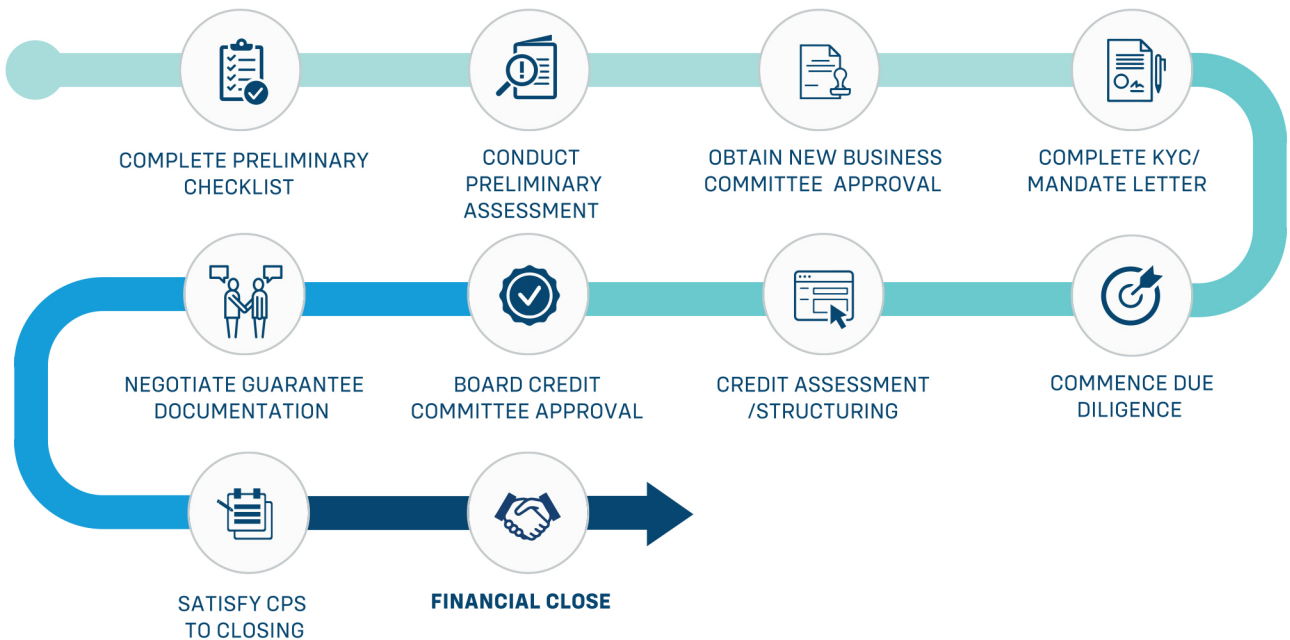 COMPLETE PRELIMINARY
CHECKLIST
CONDUCT
PRELIMINARY
ASSESSMENT
OBTAIN NEW BUSINESS
COMMITTEE APPROVAL
COMPLETE KYC/
MANDATE LETTER
NEGOTIATE GUARANTEE
DOCUMENTATION
BOARD CREDIT
COMMITTEE APPROVAL
CREDIT ASSESSMENT
/STRUCTURING
COMMENCE DUE
DILIGENCE
SATISFY CPS
TO CLOSING
FINANCIAL CLOSE